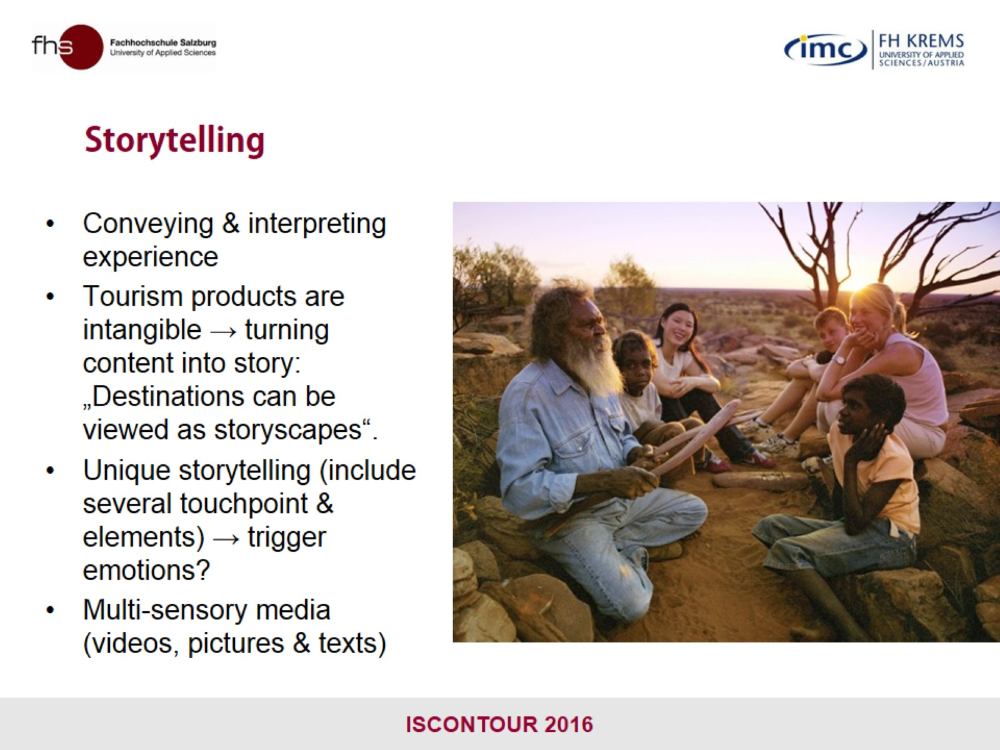 fhs
Fachhochschule Salzburg
University of Applied Sciences
imc
FH KREMS
UNIVERSITY OF APPLIED
SCIENCES/AUSTRIA
Storytelling
• Conveying & interpreting
experience
• Tourism products are
intangible → turning
content into story:
„Destinations can be
viewed as storyscapes“.
• Unique storytelling (include
several touchpoint &
elements) → trigger
emotions?
• Multi-sensory media
(videos, pictures & texts)
ISCONTOUR 2016